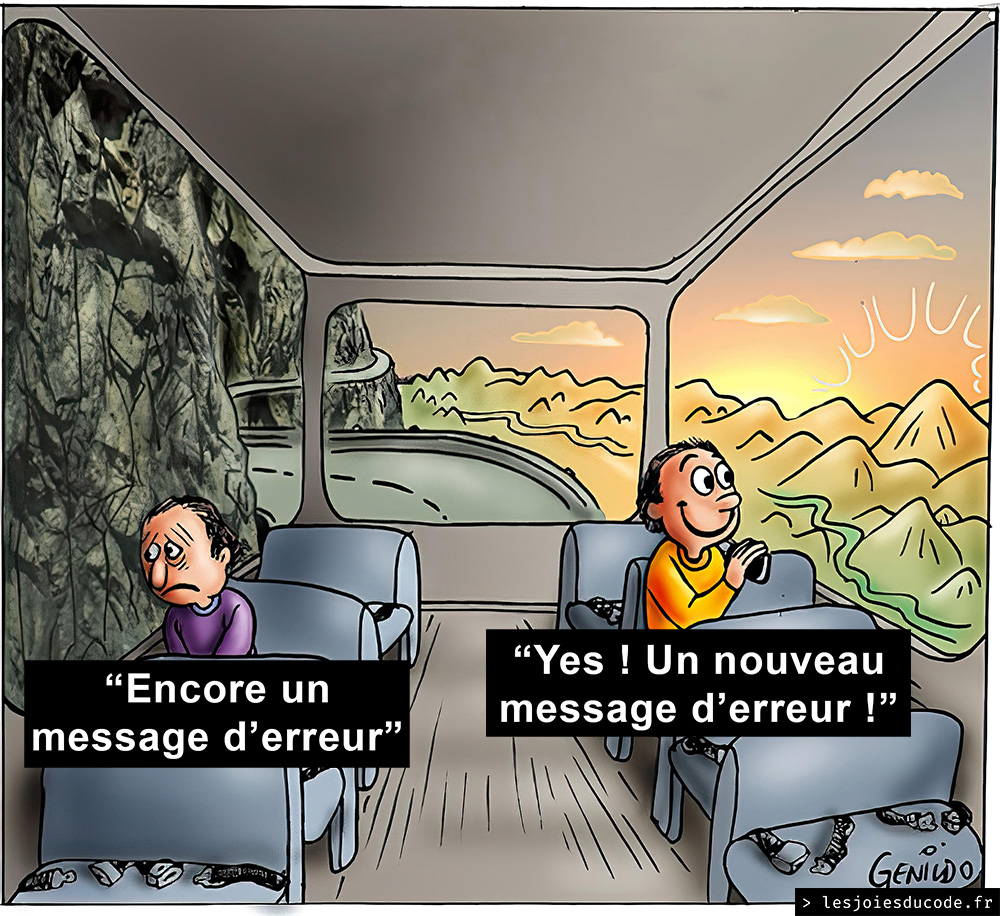 “Encore un
message d’erreur”
“Yes ! Un nouveau
message d’erreur !”
GENILDO
> lesjoiesducode.fr